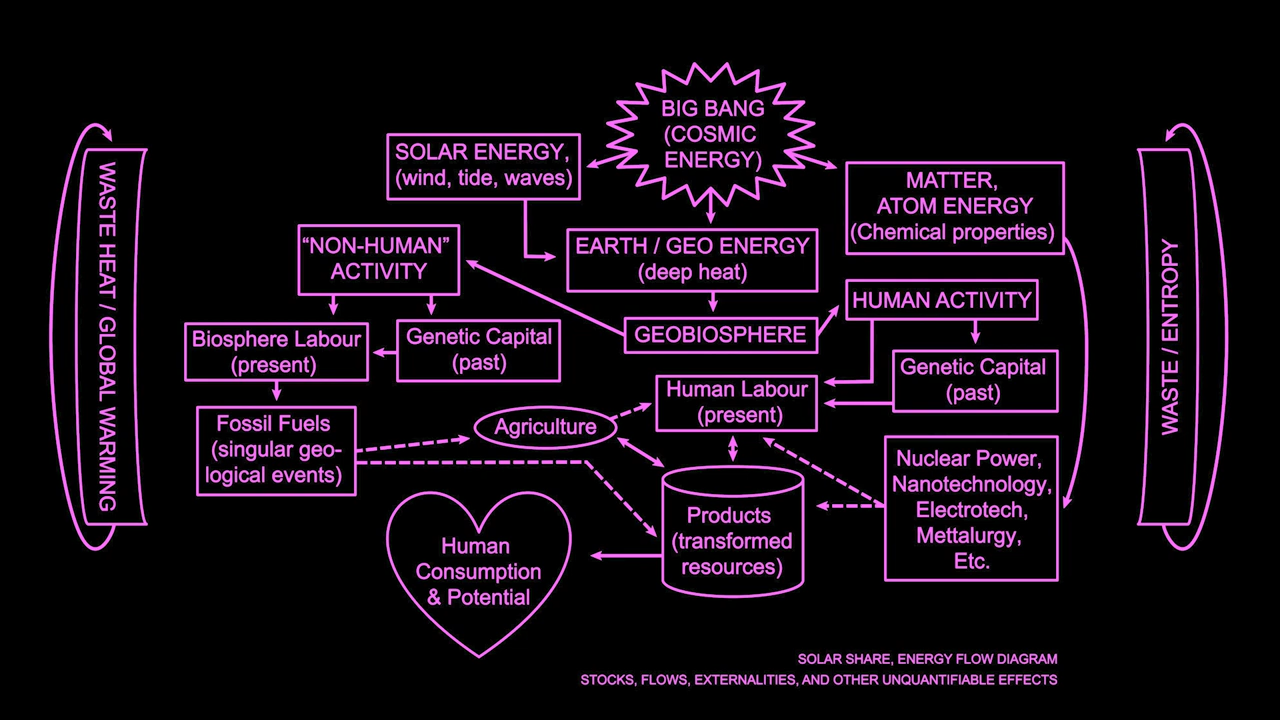 BIG BANG
(COSMIC
ENERGY)
SOLAR ENERGY,
(wind, tide, waves)
MATTER,
ATOM ENERGY
(Chemical properties)
“NON-HUMAN”
ACTIVITY
EARTH / GEO ENERGY
(deep heat)
HUMAN ACTIVITY
GEOBIOSPHERE
Biosphere Labour
(present)
Genetic Capital
(past)
Genetic Capital
(past)
Human Labour
(present)
Fossil Fuels
(singular geo-
logical events)
Agriculture
Nuclear Power,
Nanotechnology,
Electrotech,
Mettalurgy,
Etc.
Products
(transformed
resources)
Human
Consumption
& Potential
WASTE HEAT / GLOBAL WARMING
WASTE / ENTROPY
SOLAR SHARE, ENERGY FLOW DIAGRAM
STOCKS, FLOWS, EXTERNALITIES, AND OTHER UNQUANTIFIABLE EFFECTS